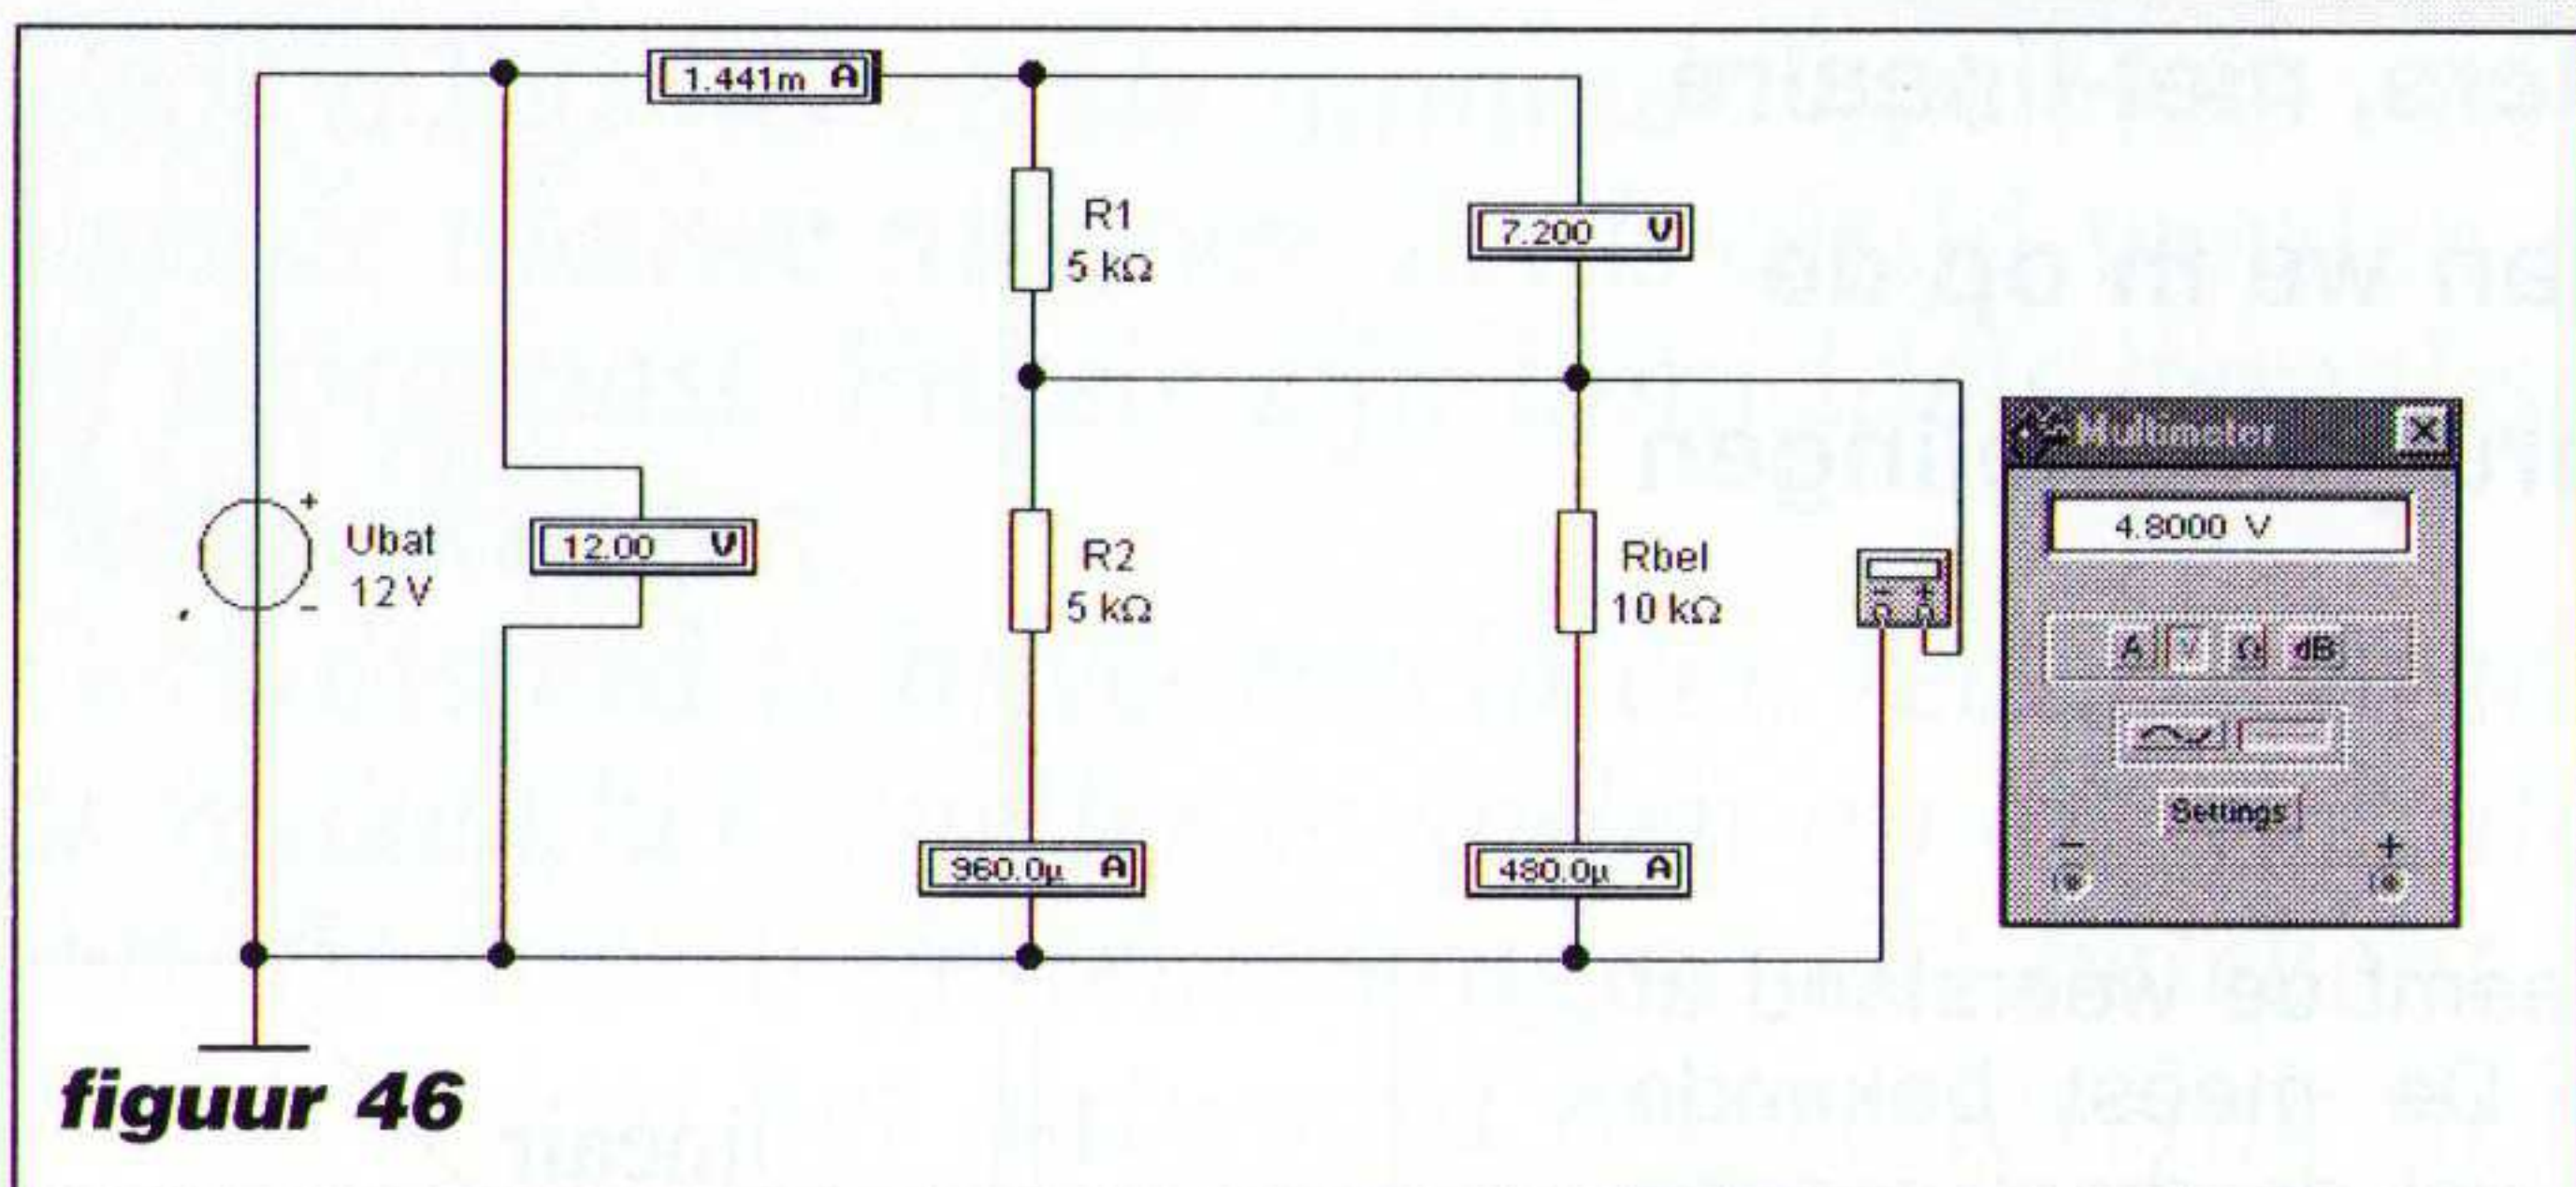 1.441m A
R1
5 kΩ
7.200 V
Ubat
12 V
+
−
12.00 V
R2
5 kΩ
Rbel
10 kΩ
− +
Multimeter
4.8000 V
A V Ω dB
Settings
− +
960.0µ A
480.0µ A
figuur 46